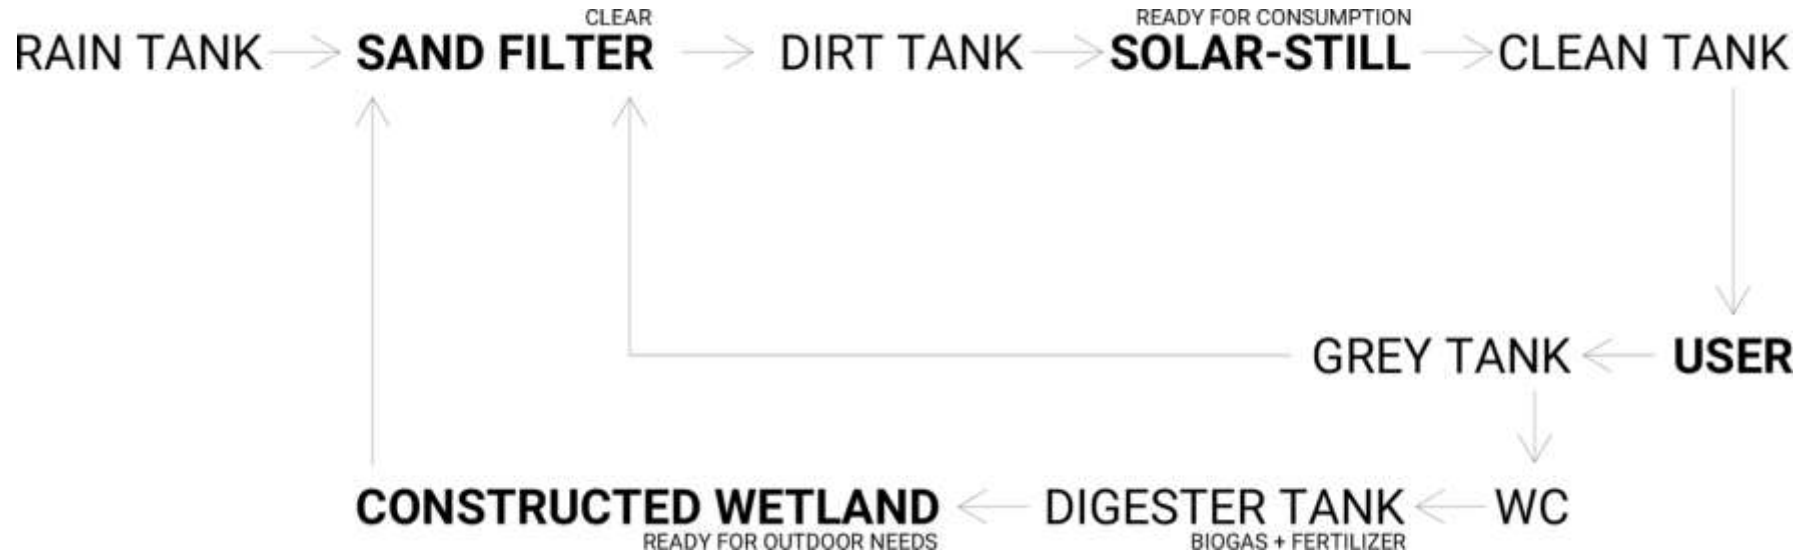 CLEAR
READY FOR CONSUMPTION
RAIN TANK SAND FILTER DIRT TANK SOLAR-STILL CLEAN TANK
GREY TANK USER
CONSTRUCTED WETLAND DIGESTER TANK WC
READY FOR OUTDOOR NEEDS
BIOGAS + FERTILIZER